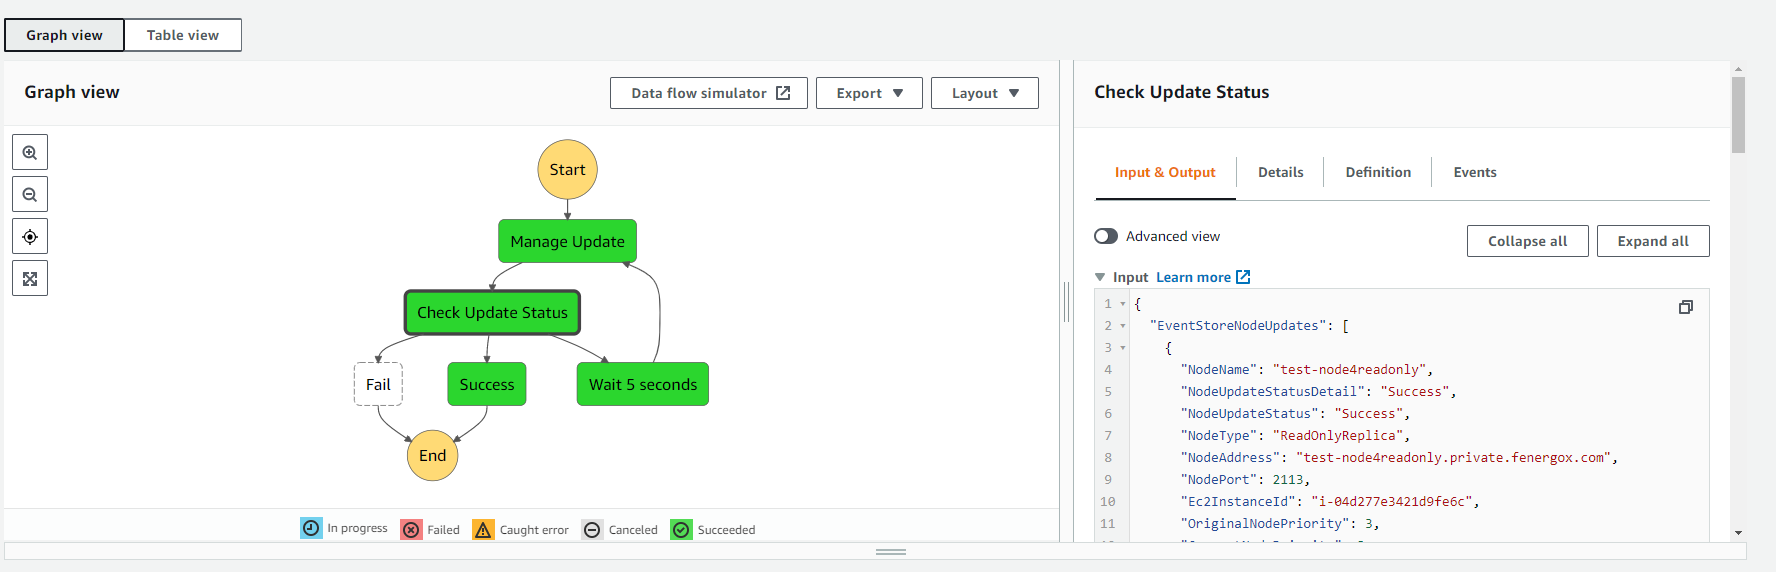 Graph view
Table view
Graph view
Data flow simulator
Export
Layout
Start
Manage Update
Check Update Status
Fail
Success
Wait 5 seconds
End
In progress
Failed
Caught error
Canceled
Succeeded
Check Update Status
Input & Output
Details
Definition
Events
Advanced view
Collapse all
Expand all
Input Learn more
1 {
2 "EventStoreNodeUpdates": [
3 {
4 "NodeName": "test-node4readonly",
5 "NodeUpdateStatusDetail": "Success",
6 "NodeUpdateStatus": "Success",
7 "NodeType": "ReadOnlyReplica",
8 "NodeAddress": "test-node4readonly.private.fenergox.com",
9 "NodePort": 2113,
10 "Ec2InstanceId": "i-04d277e3421d9fe6c",
11 "OriginalNodePriority": 3,